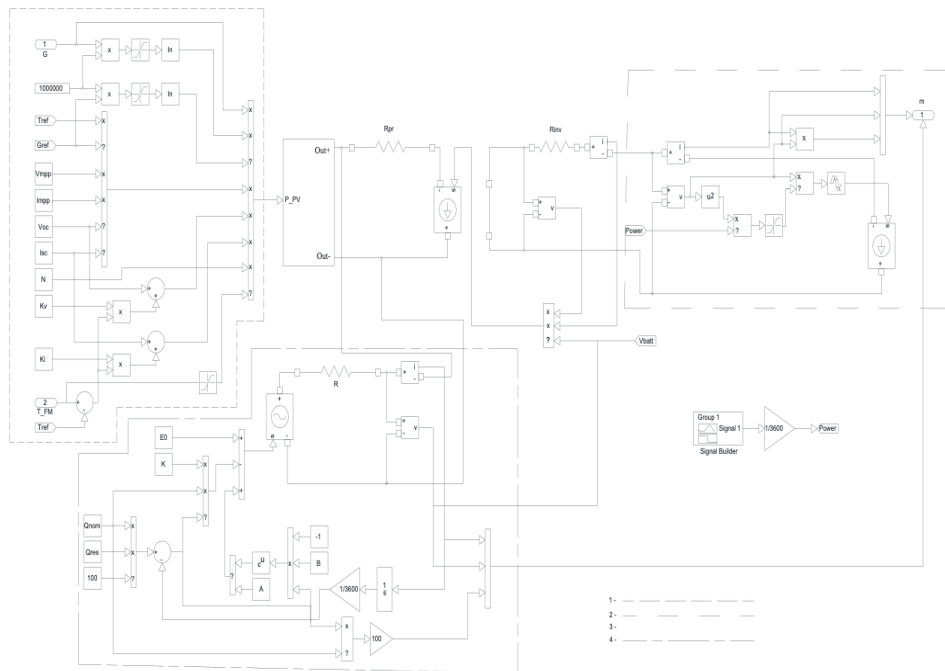 1
G
x
ln
1000000
x
ln
Tref
Gref
Vmpp
Impp
Voc
Isc
N
Kv
x
Ki
x
2
T_FM
Tref
P_PV
Out+
Out-
Rpr
Rinv
i
v
i
v
u2
x
Power
m
1
x
x
?
Vbatt
R
i
v
E0
K
Qnom
Qres
100
-1
B
A
1/3600
100
Group 1
Signal 1
Signal Builder
1/3600
Power
1 -
2 -
3 -
4 -